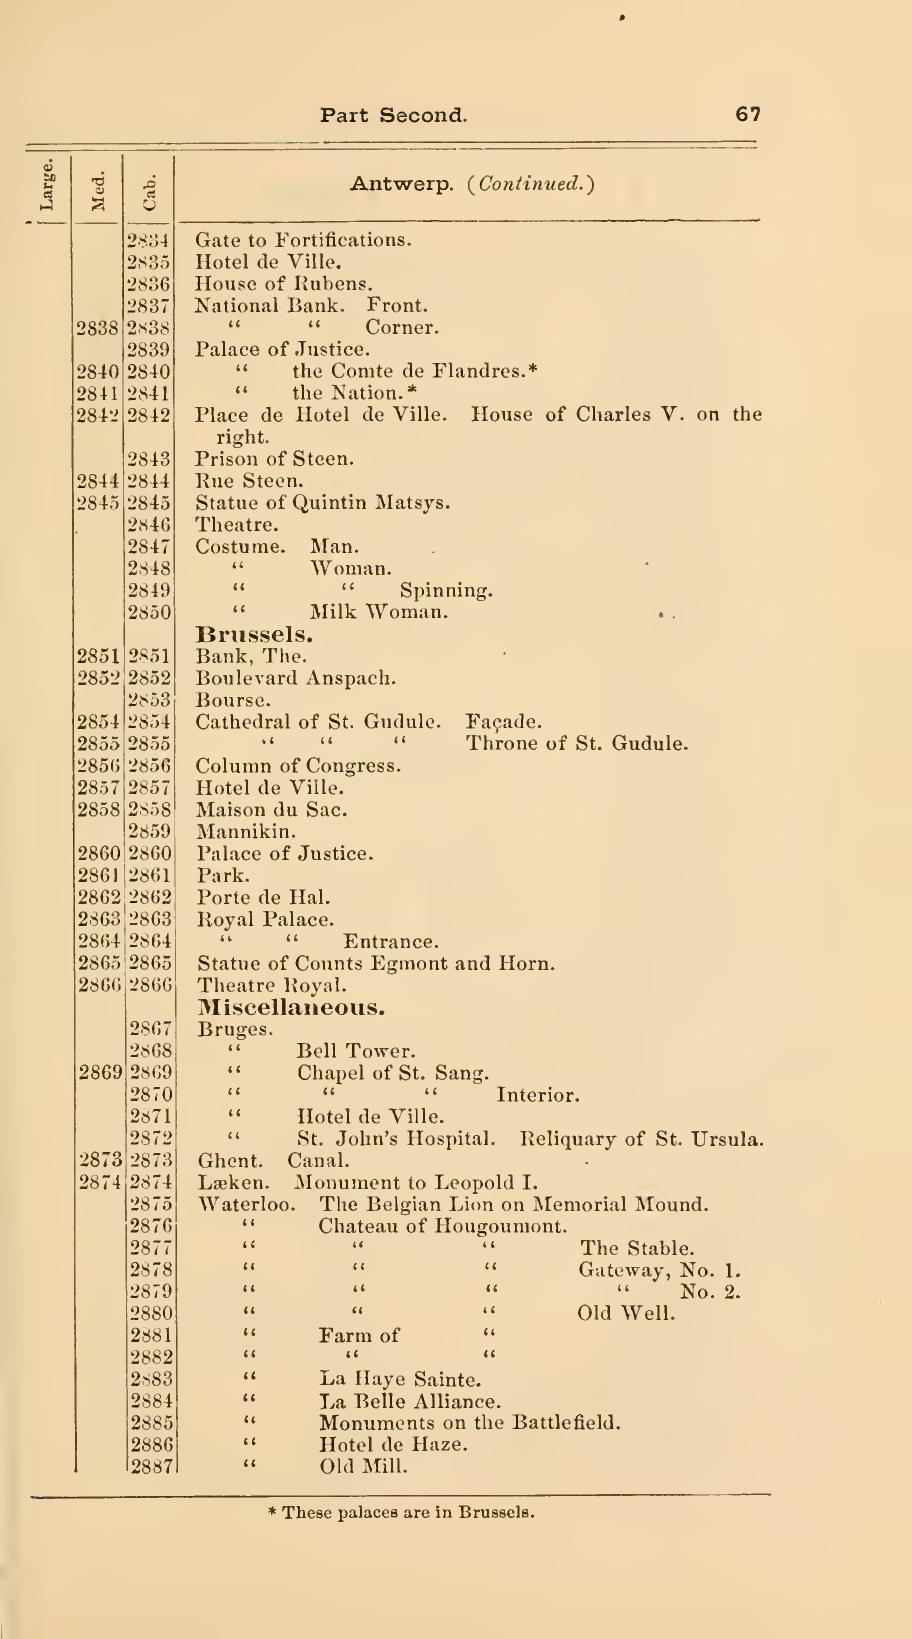 Part Second. 67
Large. Med. Cab. Antwerp. (Continued.)
2834 Gate to Fortifications.
2835 Hotel de Ville.
2836 House of Rubens.
2837 National Bank. Front.
2838 2838 “ “ Corner.
2839 Palace of Justice.
2840 2840 “ the Comte de Flandres.*
2841 2841 “ the Nation.*
2842 2842 Place de Hotel de Ville. House of Charles V. on the
right.
2843 Prison of Steen.
2844 2844 Rue Steen.
2845 2845 Statue of Quintin Matsys.
2846 Theatre.
2847 Costume. Man.
2848 “ Woman.
2849 “ “ Spinning.
2850 “ Milk Woman.
Brussels.
2851 2851 Bank, The.
2852 2852 Boulevard Anspach.
2853 Bourse.
2854 2854 Cathedral of St. Gudule. Façade.
2855 2855 “ “ “ Throne of St. Gudule.
2856 2856 Column of Congress.
2857 2857 Hotel de Ville.
2858 2858 Maison du Sac.
2859 Mannikin.
2860 2860 Palace of Justice.
2861 2861 Park.
2862 2862 Porte de Hal.
2863 2863 Royal Palace.
2864 2864 “ “ Entrance.
2865 2865 Statue of Counts Egmont and Horn.
2866 2866 Theatre Royal.
Miscellaneous.
2867 Bruges.
2868 “ Bell Tower.
2869 2869 “ Chapel of St. Sang.
2870 “ “ “ Interior.
2871 “ Hotel de Ville.
2872 “ St. John's Hospital. Reliquary of St. Ursula.
2873 2873 Ghent. Canal.
2874 2874 Læken. Monument to Leopold I.
2875 Waterloo. The Belgian Lion on Memorial Mound.
2876 “ Chateau of Hougoumont.
2877 “ “ “ The Stable.
2878 “ “ “ Gateway, No. 1.
2879 “ “ “ “ No. 2.
2880 “ “ “ Old Well.
2881 “ Farm of “
2882 “ “ “
2883 “ La Haye Sainte.
2884 “ La Belle Alliance.
2885 “ Monuments on the Battlefield.
2886 “ Hotel de Haze.
2887 “ Old Mill.
* These palaces are in Brussels.